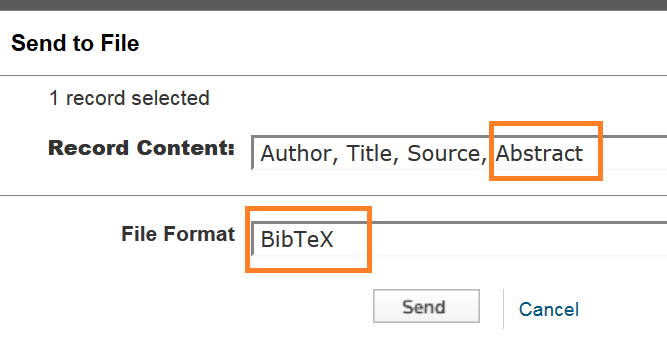 Send to File
1 record selected
Record Content: Author, Title, Source, Abstract
File Format BibTeX
Send Cancel